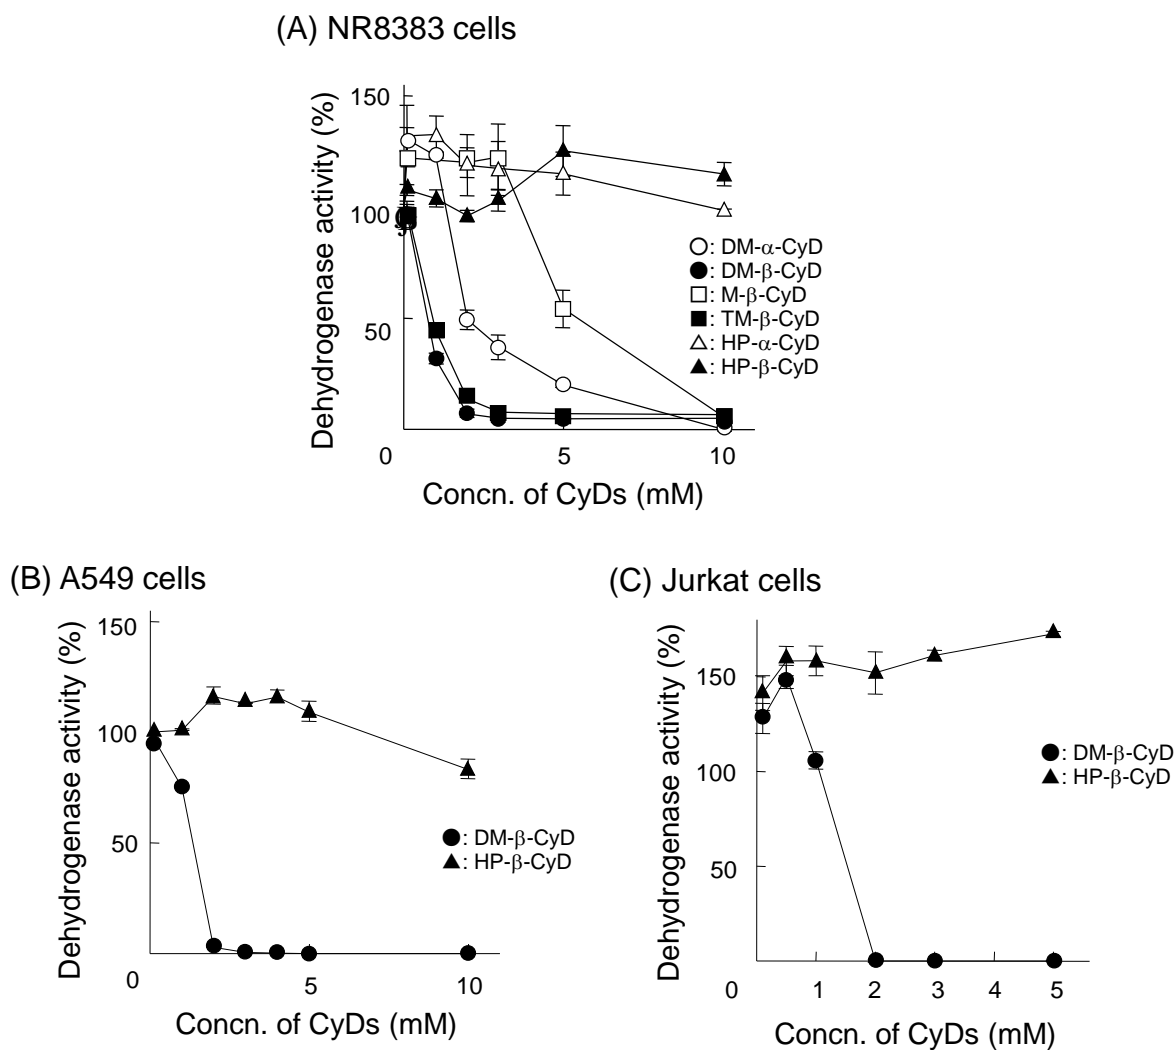 (A) NR8383 cells
Dehydrogenase activity (%)
150
100
50
0
5
10
Concn. of CyDs (mM)
: DM-α-CyD
: DM-β-CyD
: M-β-CyD
: TM-β-CyD
: HP-α-CyD
: HP-β-CyD
(B) A549 cells
Dehydrogenase activity (%)
150
100
50
0
5
10
Concn. of CyDs (mM)
: DM-β-CyD
: HP-β-CyD
(C) Jurkat cells
Dehydrogenase activity (%)
150
100
50
0
1
2
3
4
5
Concn. of CyDs (mM)
: DM-β-CyD
: HP-β-CyD